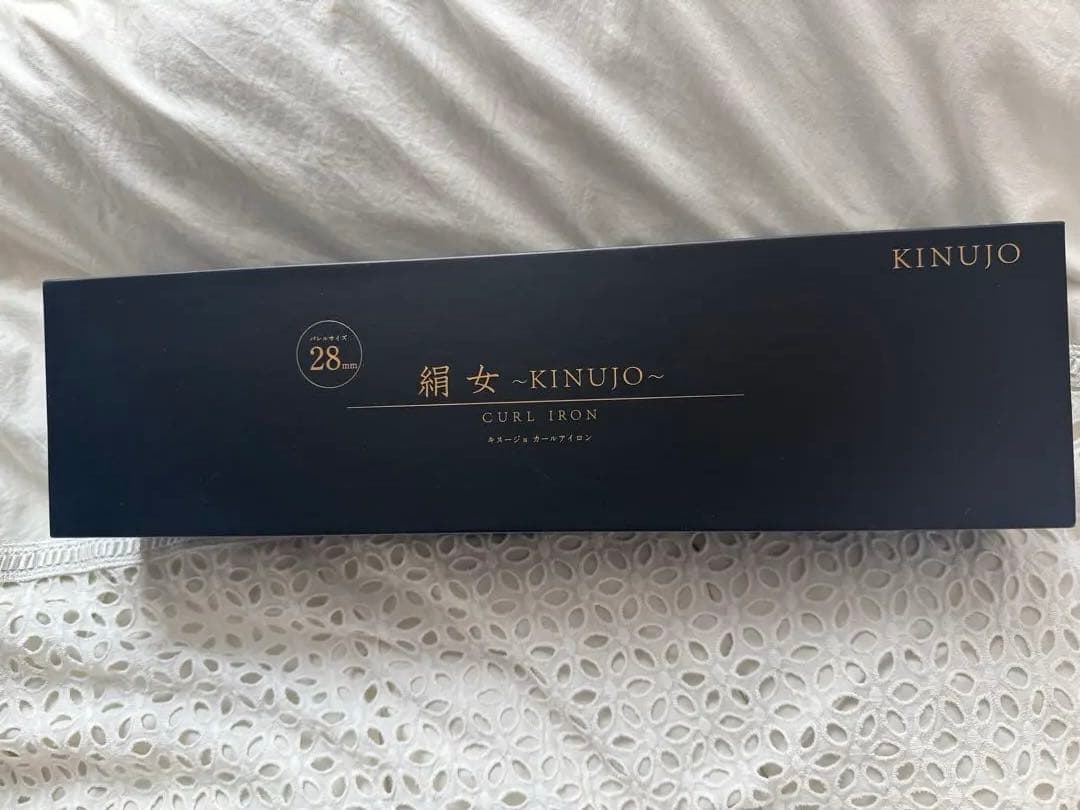 KINUJO
バレルサイズ
28mm
絹女 ~KINUJO~
CURL IRON
キヌージョ カールアイロン